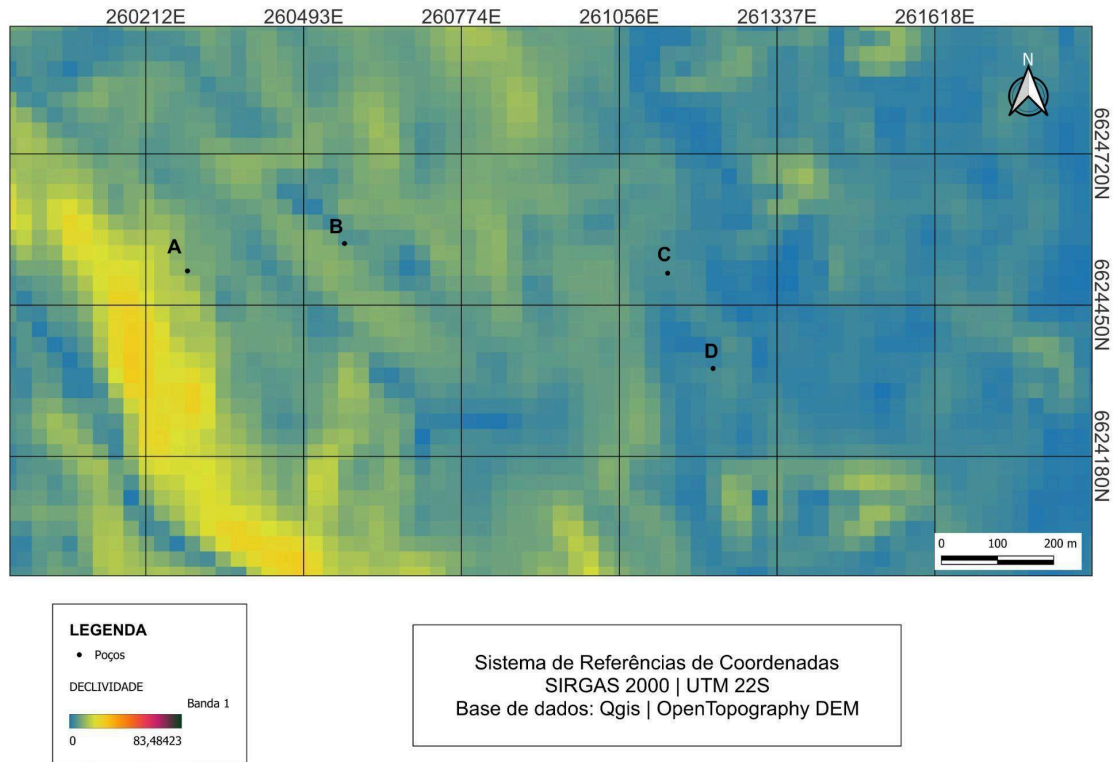 260212E 260493E 260774E 261056E 261337E 261618E
N
6624720N
B
A
C
6624450N
D
6624180N
0 100 200 m
LEGENDA
Poços
DECLIVIDADE
Banda 1
0 83,48423
Sistema de Referências de Coordenadas
SIRGAS 2000 | UTM 22S
Base de dados: Qgis | OpenTopography DEM